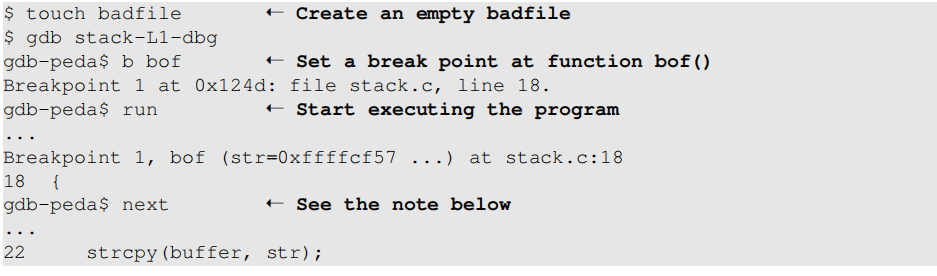 $ touch badfile ← Create an empty badfile
$ gdb stack-L1-dbg
gdb-peda$ b bof ← Set a break point at function bof()
Breakpoint 1 at 0x124d: file stack.c, line 18.
gdb-peda$ run ← Start executing the program
...
Breakpoint 1, bof (str=0xffffcf57 ...) at stack.c:18
18 {
gdb-peda$ next ← See the note below
...
22 strcpy(buffer, str);